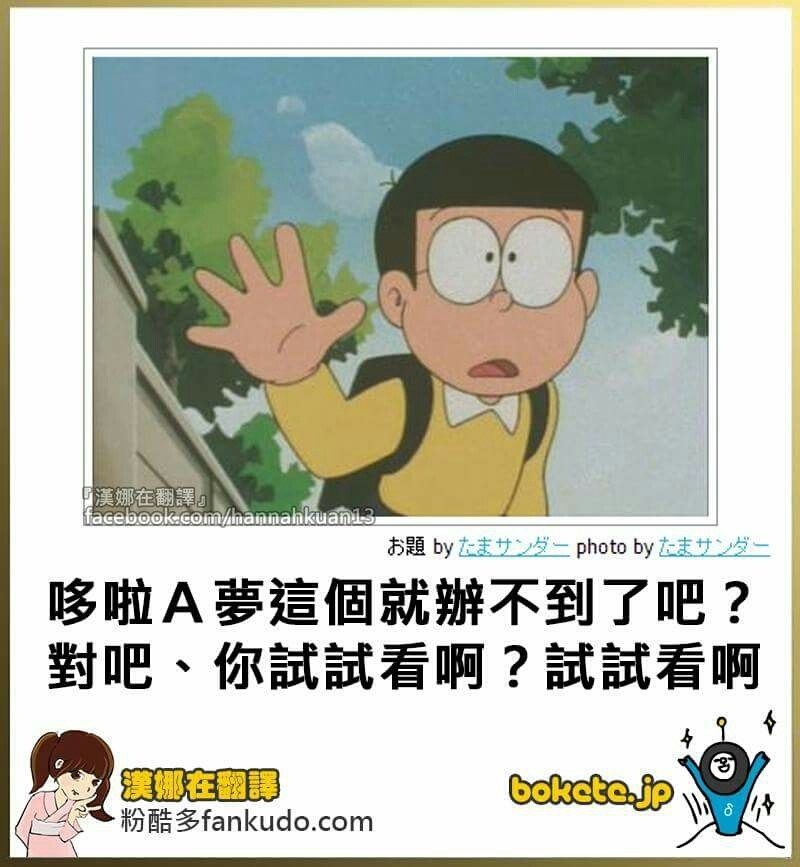 『漢娜在翻譯』
facebook.com/hannahkuan13
お題 by たまサンダー photo by たまサンダー
哆啦A夢這個就辦不到了吧？
對吧、你試試看啊？試試看啊
漢娜在翻譯
粉酷多fankudo.com
bokete.jp